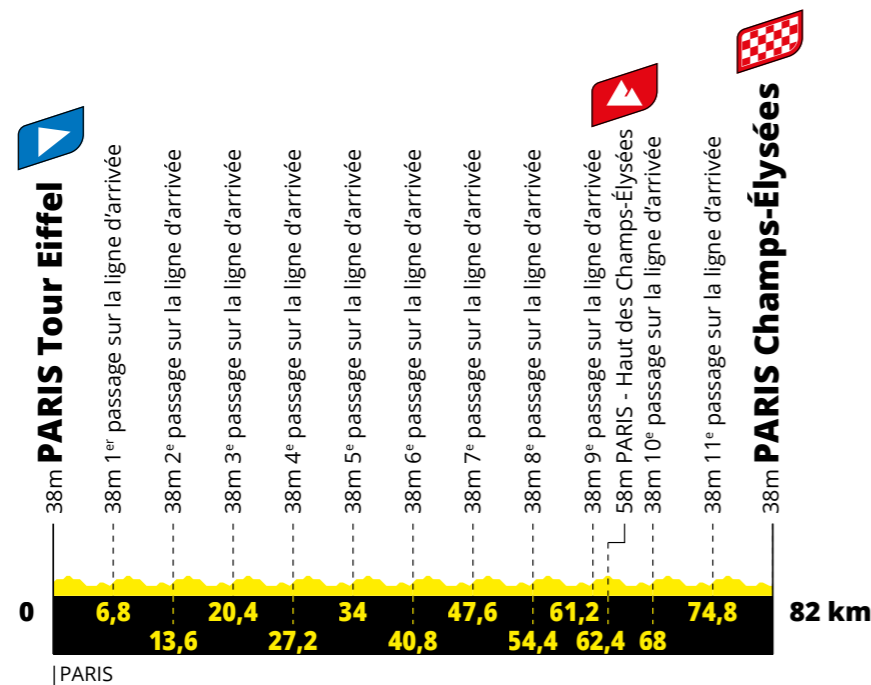 38m PARIS Tour Eiffel
38m 1er passage sur la ligne d’arrivée
38m 2e passage sur la ligne d’arrivée
38m 3e passage sur la ligne d’arrivée
38m 4e passage sur la ligne d’arrivée
38m 5e passage sur la ligne d’arrivée
38m 6e passage sur la ligne d’arrivée
38m 7e passage sur la ligne d’arrivée
38m 8e passage sur la ligne d’arrivée
38m 9e passage sur la ligne d’arrivée
58m PARIS - Haut des Champs-Élysées
38m 10e passage sur la ligne d’arrivée
38m 11e passage sur la ligne d’arrivée
38m PARIS Champs-Élysées
0
6,8
13,6
20,4
27,2
34
40,8
47,6
54,4
61,2
62,4
68
74,8
82 km
|PARIS